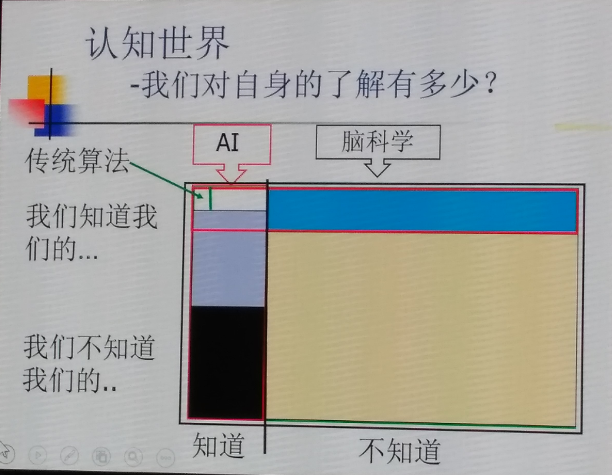 认知世界
-我们对自身的了解有多少?
AI
脑科学
传统算法
我们知道我
们的...
我们不知道
我们的..
知道
不知道